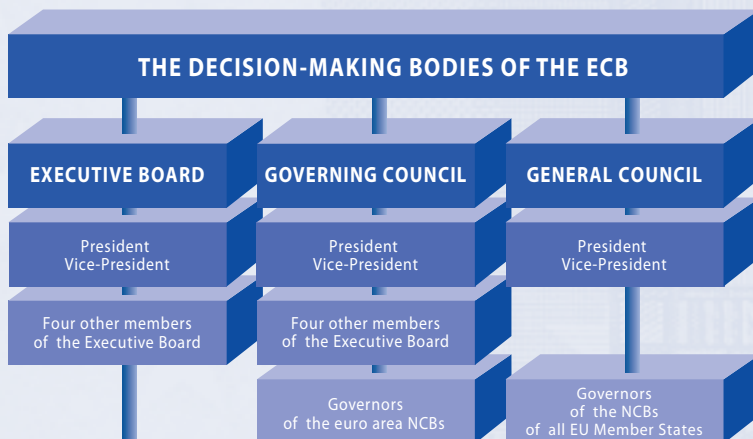 THE DECISION-MAKING BODIES OF THE ECB
EXECUTIVE BOARD
President
Vice-President
Four other members
of the Executive Board
GOVERNING COUNCIL
President
Vice-President
Four other members
of the Executive Board
Governors
of the euro area NCBs
GENERAL COUNCIL
President
Vice-President
Governors
of the NCBs
of all EU Member States